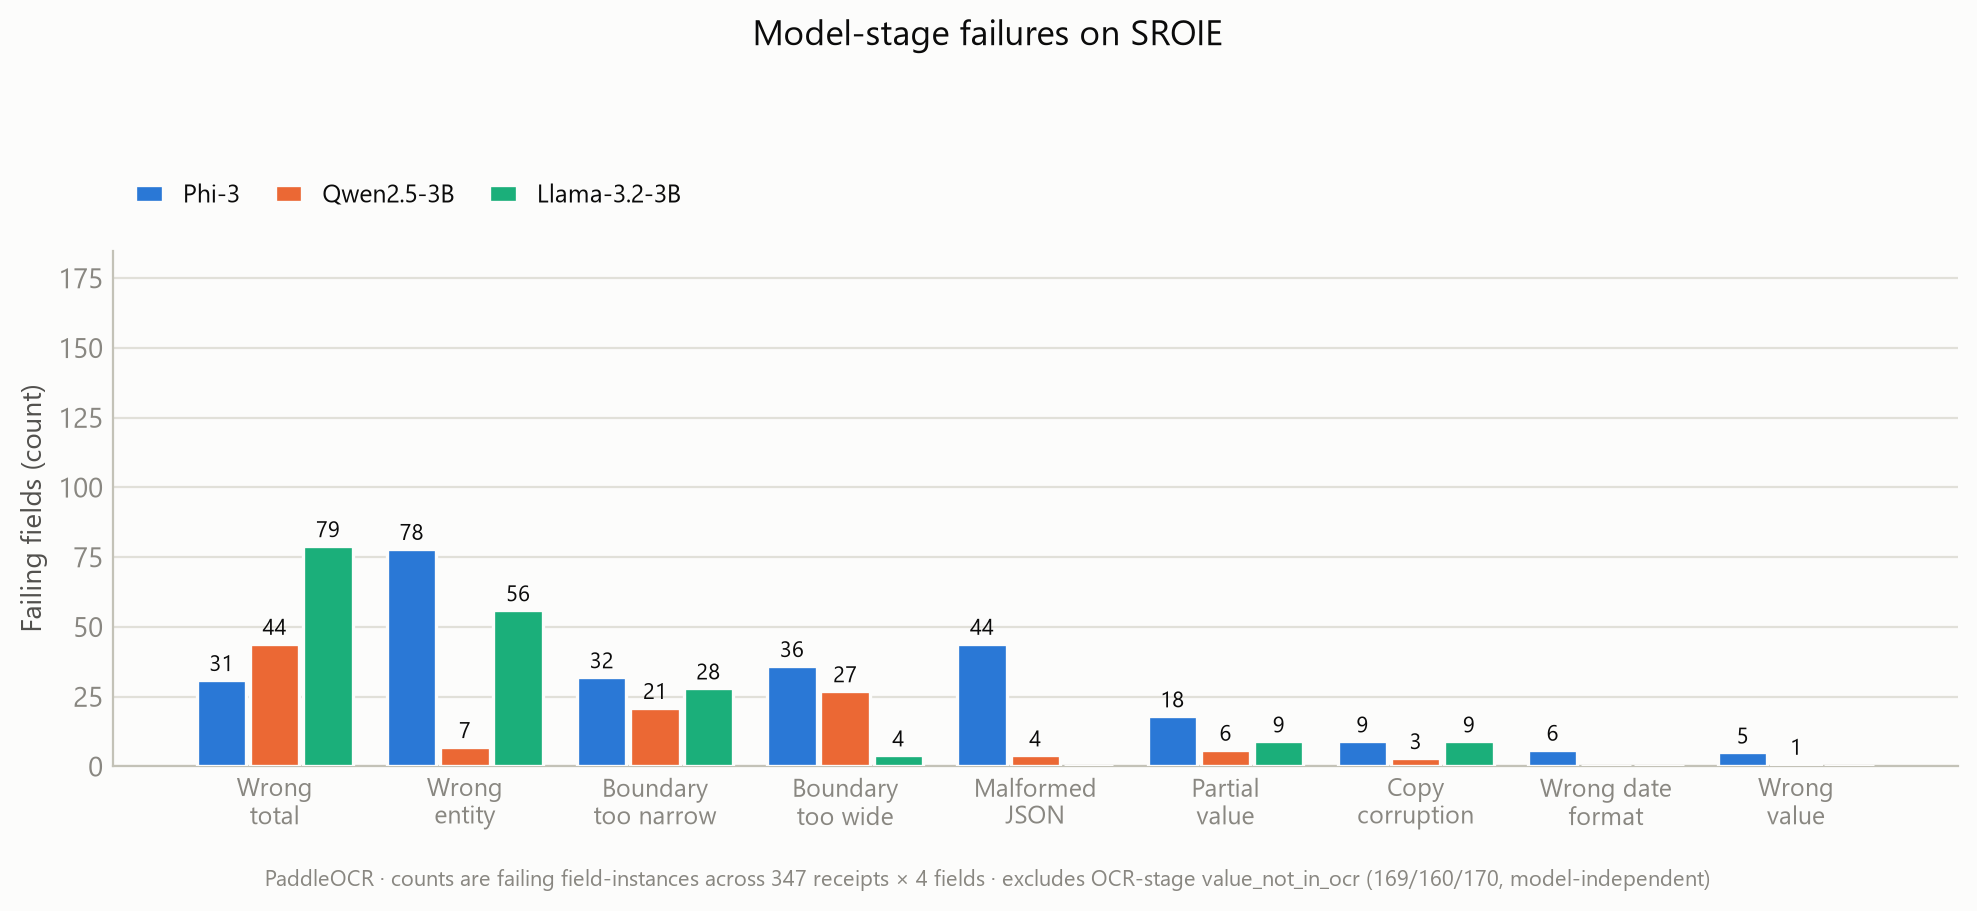 Model-stage failures on SROIE
Phi-3 Qwen2.5-3B Llama-3.2-3B
Failing fields (count)
175
150
125
100
75
50
25
0
31 44 79
78 7 56
32 21 28
36 27 4
44 4
18 6 9
9 3 9
6
5 1
Wrong
total
Wrong
entity
Boundary
too narrow
Boundary
too wide
Malformed
JSON
Partial
value
Copy
corruption
Wrong date
format
Wrong
value
PaddleOCR · counts are failing field-instances across 347 receipts × 4 fields · excludes OCR-stage value_not_in_ocr (169/160/170, model-independent)